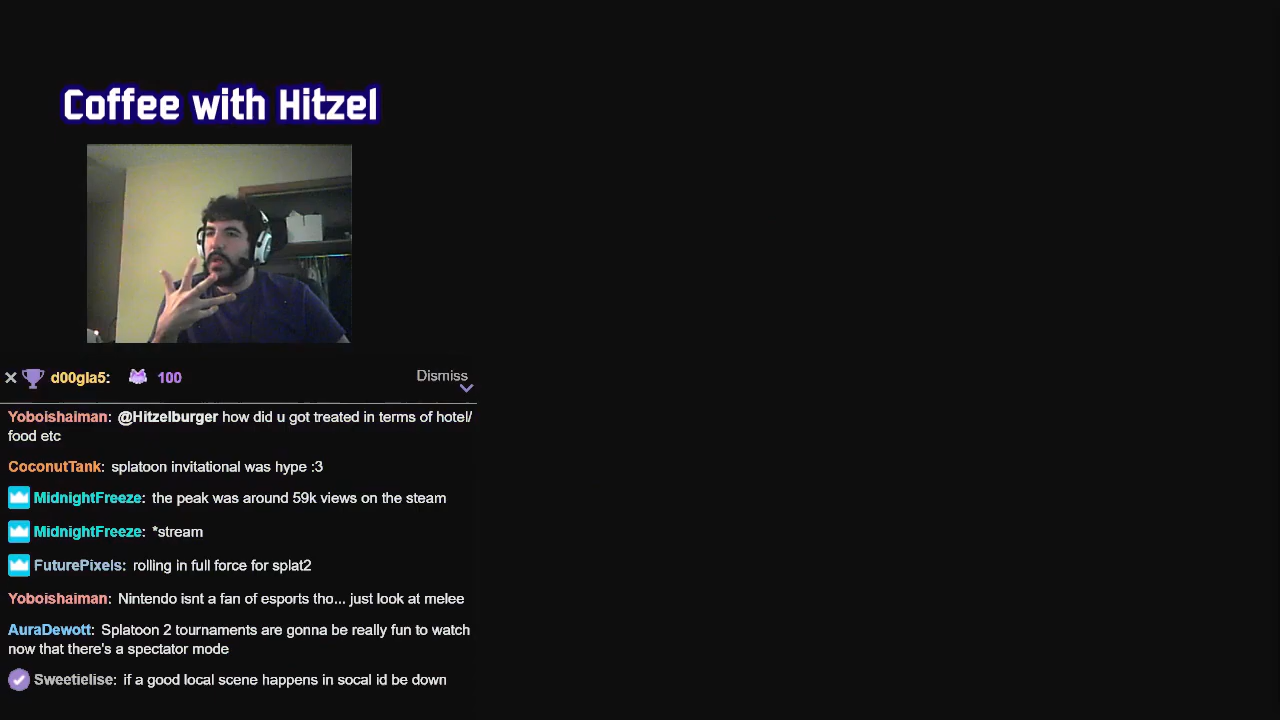 Coffee with Hitzel
d00gla5: 100
Dismiss
Yoboishaiman: @Hitzelburger how did u got treated in terms of hotel/
food etc
CoconutTank: splatoon invitational was hype :3
MidnightFreeze: the peak was around 59k views on the steam
MidnightFreeze: *stream
FuturePixels: rolling in full force for splat2
Yoboishaiman: Nintendo isnt a fan of esports tho... just look at melee
AuraDewott: Splatoon 2 tournaments are gonna be really fun to watch
now that there's a spectator mode
Sweetielise: if a good local scene happens in socal id be down